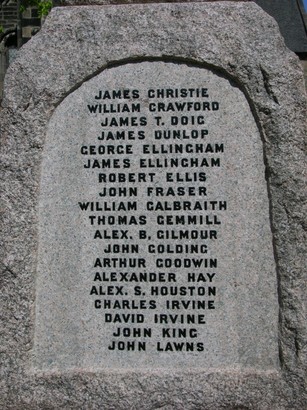 JAMES CHRISTIE
WILLIAM CRAWFORD
JAMES T. DOIG
JAMES DUNLOP
GEORGE ELLINGHAM
JAMES ELLINGHAM
ROBERT ELLIS
JOHN FRASER
WILLIAM GALBRAITH
THOMAS GEMMILL
ALEX. B. GILMOUR
JOHN GOLDING
ARTHUR GOODWIN
ALEXANDER HAY
ALEX. S. HOUSTON
CHARLES IRVINE
DAVID IRVINE
JOHN KING
JOHN LAWNS